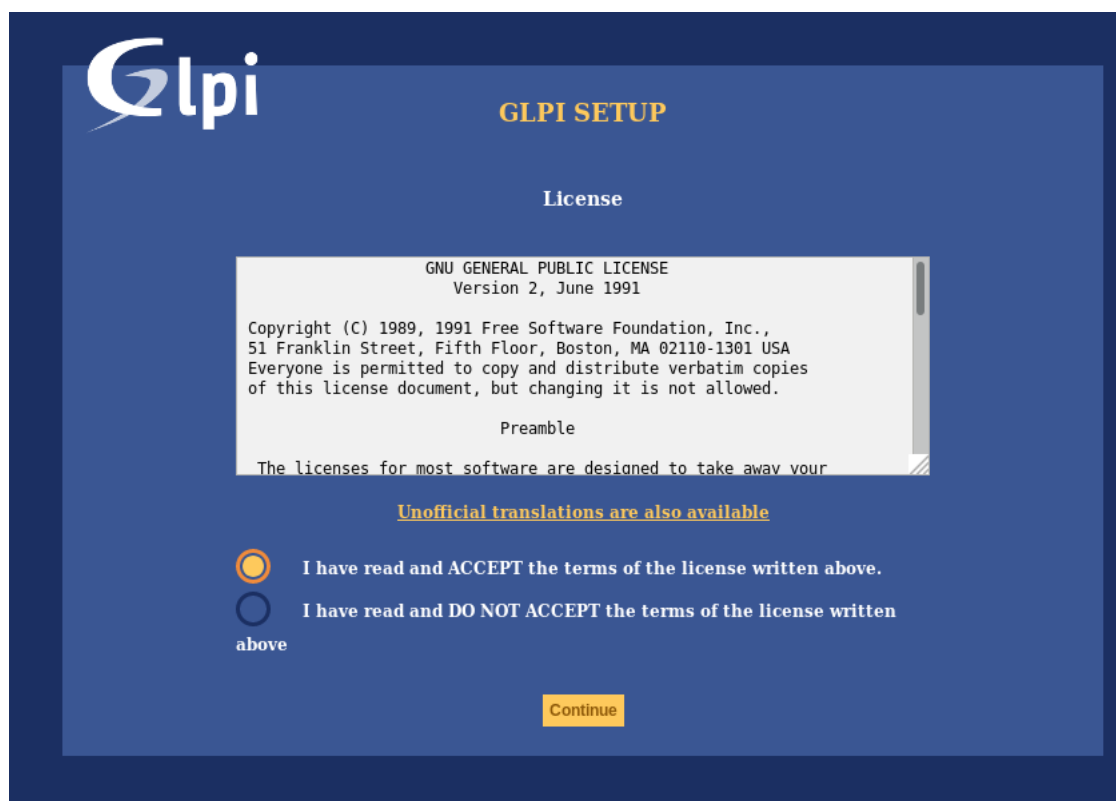 Glpi
GLPI SETUP
License
GNU GENERAL PUBLIC LICENSE
Version 2, June 1991
Copyright (C) 1989, 1991 Free Software Foundation, Inc.,
51 Franklin Street, Fifth Floor, Boston, MA 02110-1301 USA
Everyone is permitted to copy and distribute verbatim copies
of this license document, but changing it is not allowed.
Preamble
The licenses for most software are designed to take away your
Unofficial translations are also available
I have read and ACCEPT the terms of the license written above.
I have read and DO NOT ACCEPT the terms of the license written
above
Continue